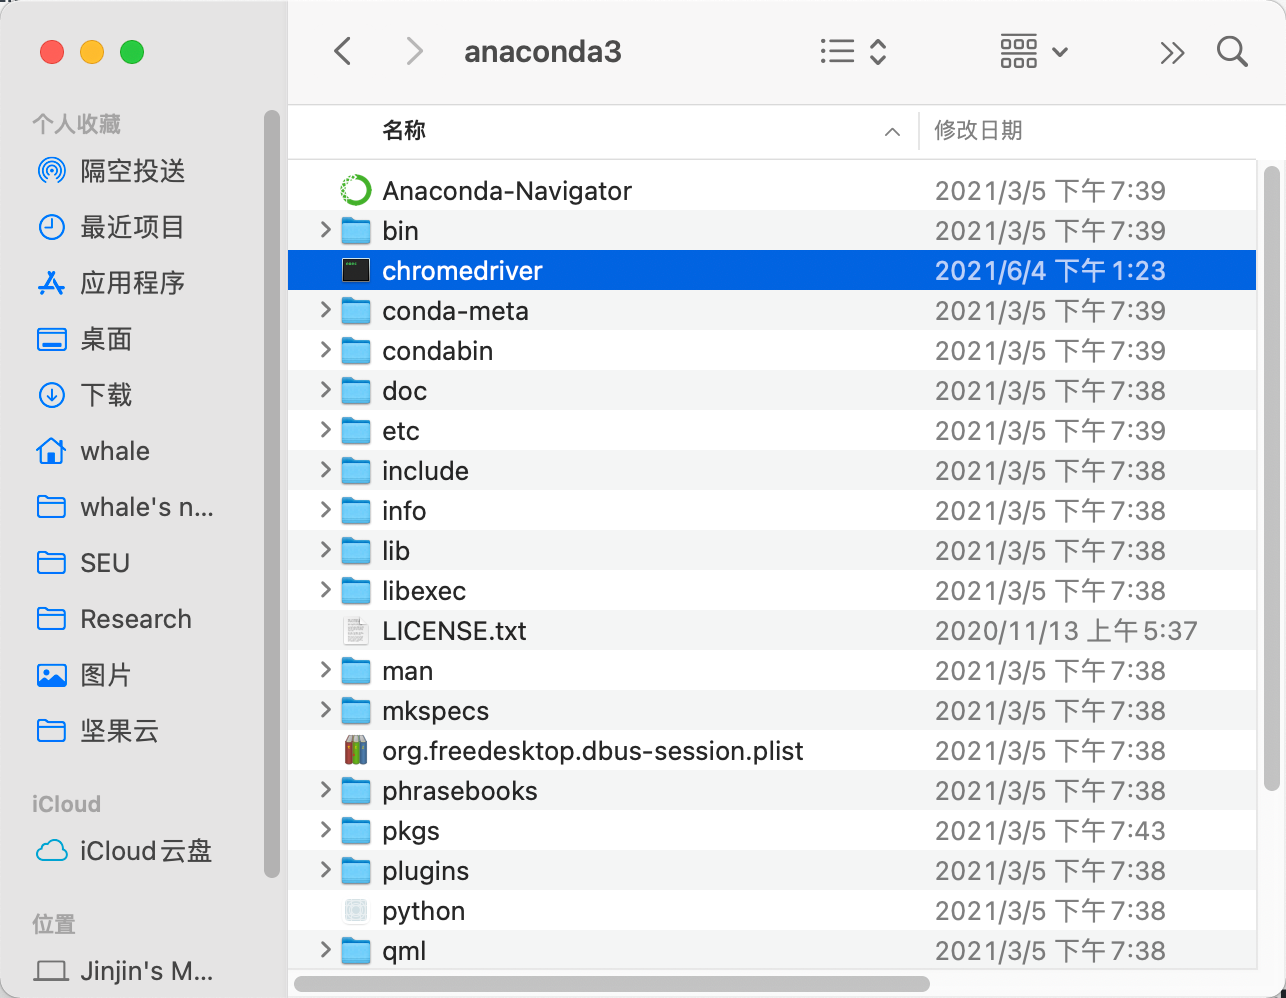 anaconda3
个人收藏
隔空投送
最近项目
应用程序
桌面
下载
whale
whale's n...
SEU
Research
图片
坚果云
iCloud
iCloud云盘
位置
Jinjin's M...
名称 修改日期
Anaconda-Navigator 2021/3/5 下午7:39
bin 2021/3/5 下午7:39
chromedriver 2021/6/4 下午1:23
conda-meta 2021/3/5 下午7:39
condabin 2021/3/5 下午7:39
doc 2021/3/5 下午7:38
etc 2021/3/5 下午7:39
include 2021/3/5 下午7:38
info 2021/3/5 下午7:38
lib 2021/3/5 下午7:38
libexec 2021/3/5 下午7:38
LICENSE.txt 2020/11/13 上午5:37
man 2021/3/5 下午7:38
mkspecs 2021/3/5 下午7:38
org.freedesktop.dbus-session.plist 2021/3/5 下午7:38
phrasebooks 2021/3/5 下午7:38
pkgs 2021/3/5 下午7:43
plugins 2021/3/5 下午7:38
python 2021/3/5 下午7:38
qml 2021/3/5 下午7:38